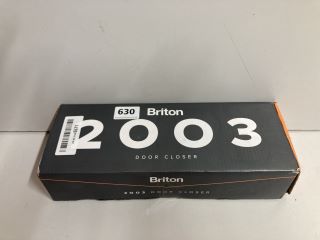 630
Briton
2003
DOOR CLOSER
Briton
2003 DOOR CLOSER